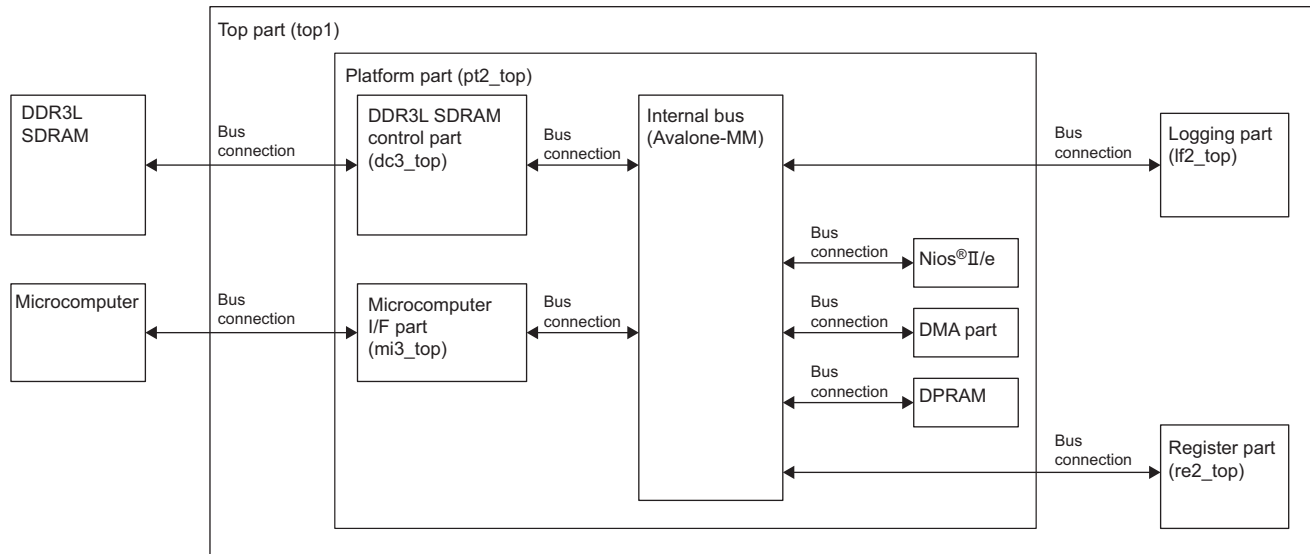 Top part (top1)
Platform part (pt2_top)
DDR3L
SDRAM
Bus
connection
DDR3L SDRAM
control part
(dc3_top)
Bus
connection
Internal bus
(Avalone-MM)
Bus
connection
Logging part
(lf2_top)
Bus
connection
Nios®II/e
Microcomputer
Bus
connection
Microcomputer
I/F part
(mi3_top)
Bus
connection
Bus
connection
DMA part
Bus
connection
DPRAM
Bus
connection
Register part
(re2_top)